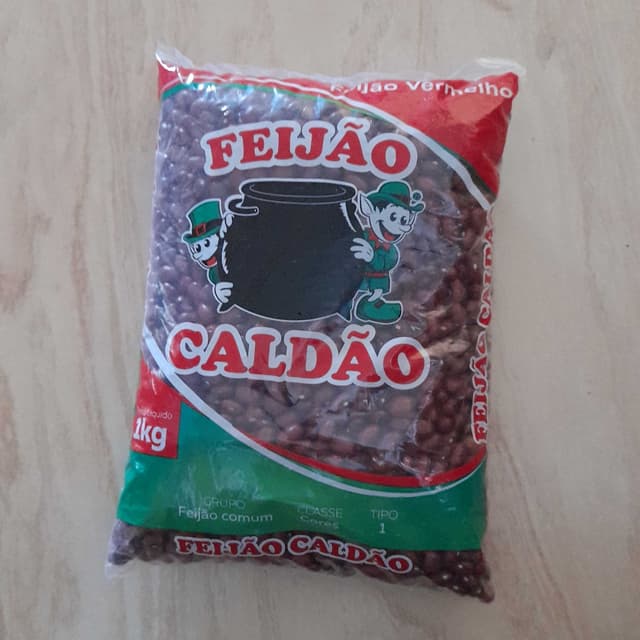 Feijão Vermelho
FEIJÃO
CALDÃO
FEIJÃO CALDÃO
1kg
GRUPO
Feijão comum
CLASSE
Cores
TIPO
1
FEIJÃO CALDÃO